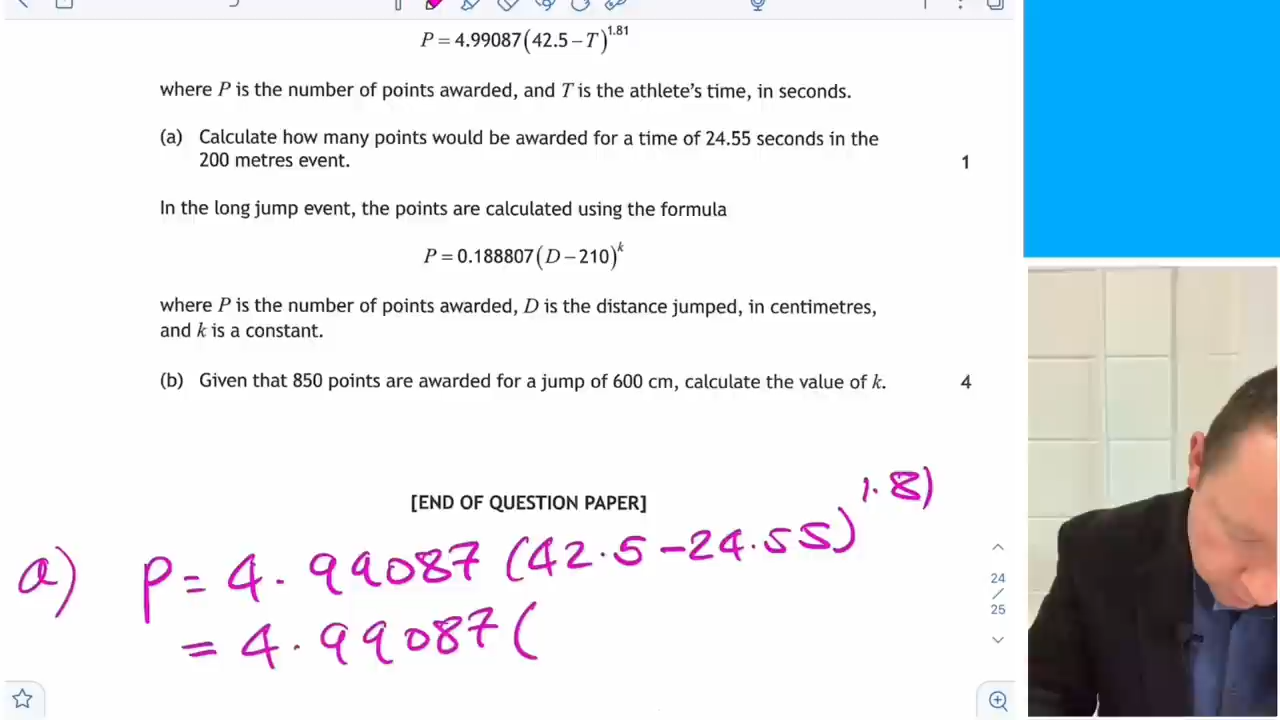 P = 4.99087(42.5 – T)^1.81
where P is the number of points awarded, and T is the athlete's time, in seconds.
(a) Calculate how many points would be awarded for a time of 24.55 seconds in the
200 metres event. 1
In the long jump event, the points are calculated using the formula
P = 0.188807(D – 210)^k
where P is the number of points awarded, D is the distance jumped, in centimetres,
and k is a constant.
(b) Given that 850 points are awarded for a jump of 600 cm, calculate the value of k. 4
[END OF QUESTION PAPER]
a) P = 4.99087 (42.5 – 24.55)^1.81
= 4.99087 (
24
/
25